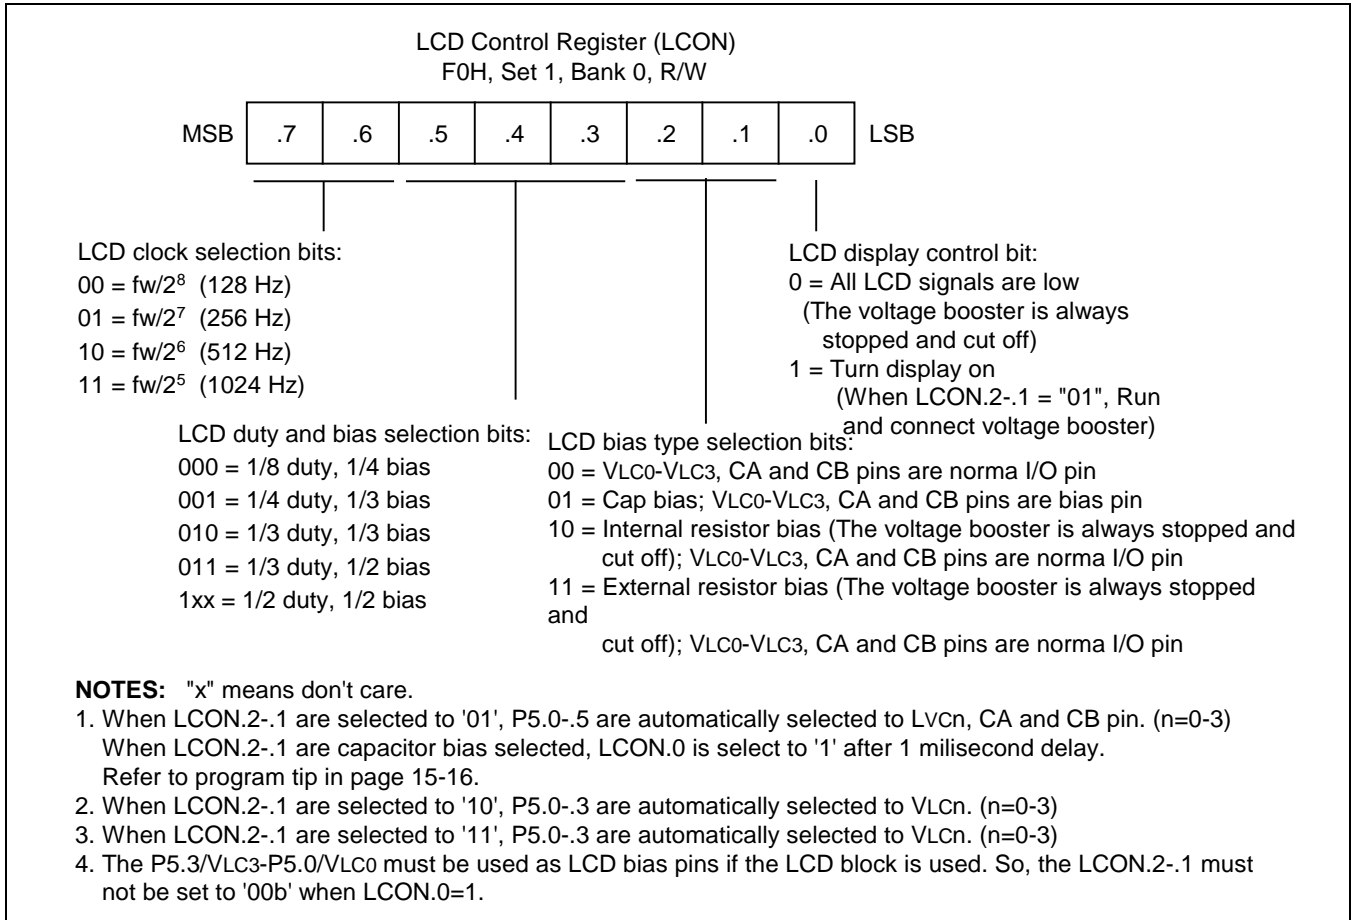 LCD Control Register (LCON)
F0H, Set 1, Bank 0, R/W
MSB .7 .6 .5 .4 .3 .2 .1 .0 LSB
LCD clock selection bits:
00 = fw/2⁸ (128 Hz)
01 = fw/2⁷ (256 Hz)
10 = fw/2⁶ (512 Hz)
11 = fw/2⁵ (1024 Hz)
LCD display control bit:
0 = All LCD signals are low
(The voltage booster is always
stopped and cut off)
1 = Turn display on
(When LCON.2-.1 = "01", Run
and connect voltage booster)
LCD duty and bias selection bits:
000 = 1/8 duty, 1/4 bias
001 = 1/4 duty, 1/3 bias
010 = 1/3 duty, 1/3 bias
011 = 1/3 duty, 1/2 bias
1xx = 1/2 duty, 1/2 bias
LCD bias type selection bits:
00 = VLC0-VLC3, CA and CB pins are norma I/O pin
01 = Cap bias; VLC0-VLC3, CA and CB pins are bias pin
10 = Internal resistor bias (The voltage booster is always stopped and
cut off); VLC0-VLC3, CA and CB pins are norma I/O pin
11 = External resistor bias (The voltage booster is always stopped
and
cut off); VLC0-VLC3, CA and CB pins are norma I/O pin
NOTES: "x" means don't care.
1. When LCON.2-.1 are selected to '01', P5.0-.5 are automatically selected to LVCn, CA and CB pin. (n=0-3)
When LCON.2-.1 are capacitor bias selected, LCON.0 is select to '1' after 1 milisecond delay.
Refer to program tip in page 15-16.
2. When LCON.2-.1 are selected to '10', P5.0-.3 are automatically selected to VLCn. (n=0-3)
3. When LCON.2-.1 are selected to '11', P5.0-.3 are automatically selected to VLCn. (n=0-3)
4. The P5.3/VLC3-P5.0/VLC0 must be used as LCD bias pins if the LCD block is used. So, the LCON.2-.1 must
not be set to '00b' when LCON.0=1.